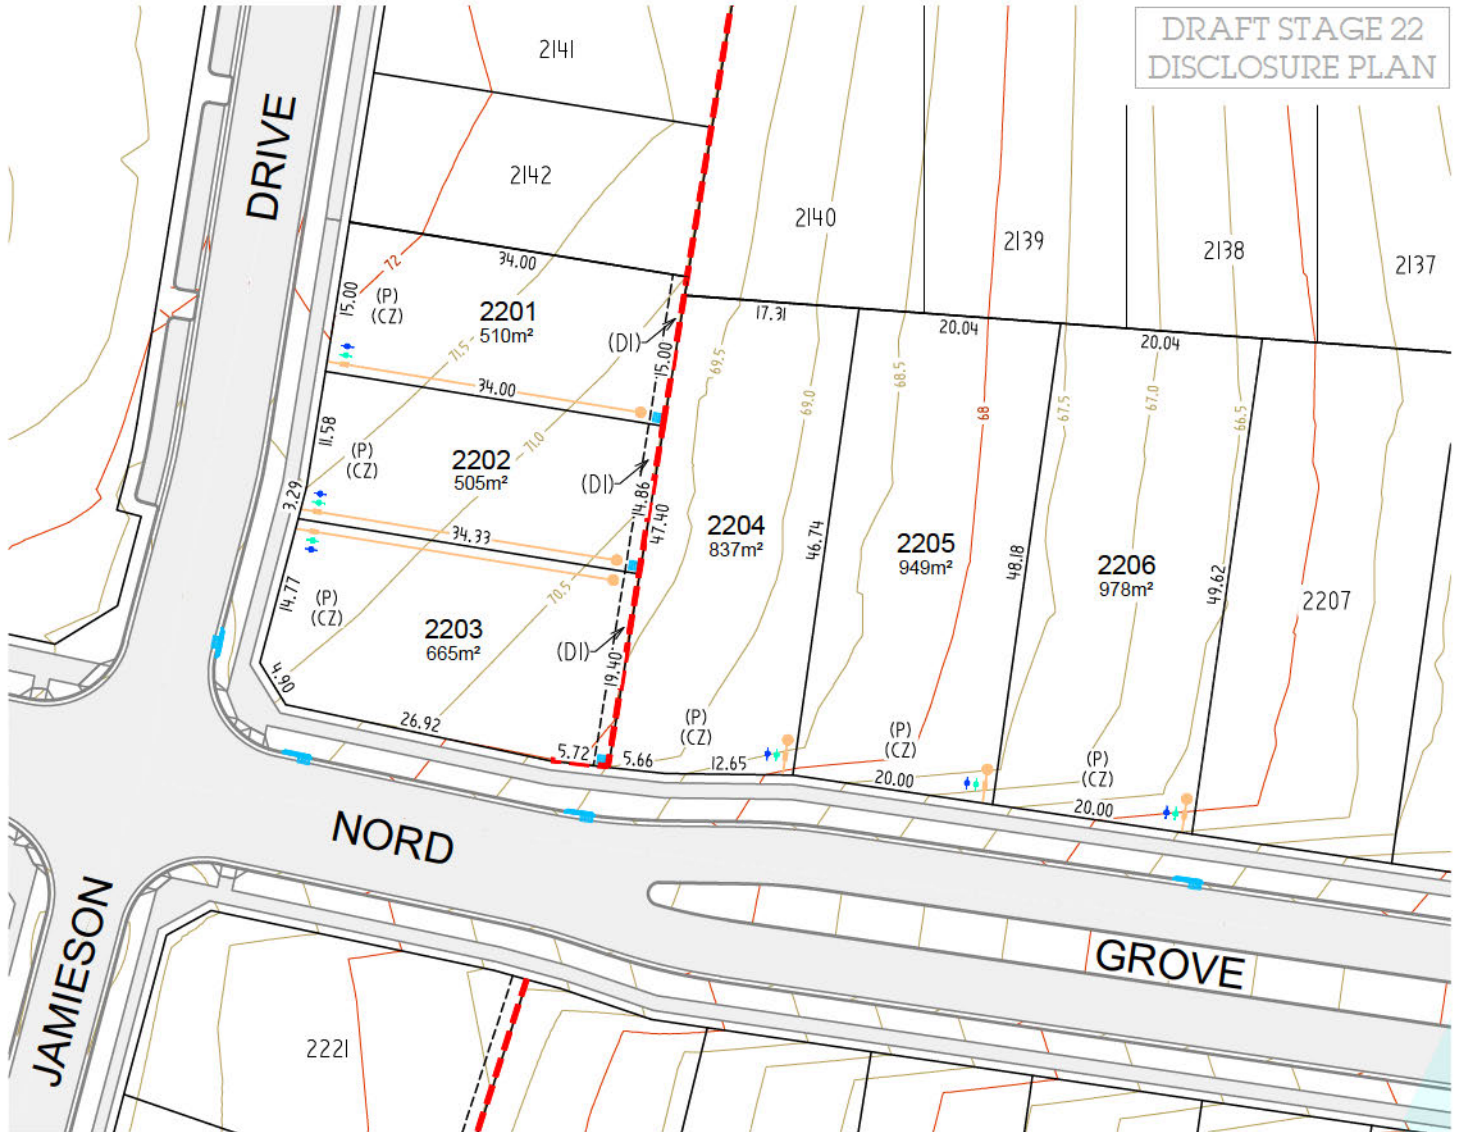 DRAFT STAGE 22
DISCLOSURE PLAN
2141
DRIVE
2142
2140
2139
2138
2137
34.00
72
15.00
(P)
(CZ)
2201
510m²
(DI)
15.00
71.5
34.00
17.31
20.04
20.04
69.5
69.0
68.5
68
67.5
67.0
66.5
11.58
(P)
(CZ)
2202
505m²
71.0
(DI)
14.86
47.40
3.29
34.33
2204
837m²
46.74
2205
949m²
48.18
2206
978m²
49.62
2207
14.77
(P)
(CZ)
2203
665m²
70.5
(DI)
19.40
4.90
26.92
5.72
5.66
12.65
(P)
(CZ)
(P)
(CZ)
20.00
(P)
(CZ)
20.00
NORD
GROVE
JAMIESON
2221